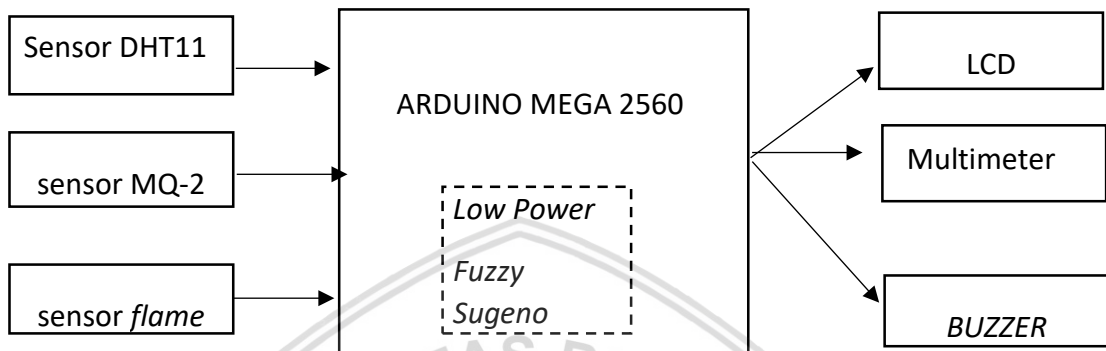 Sensor DHT11
sensor MQ-2
sensor flame
ARDUINO MEGA 2560
Low Power
Fuzzy
Sugeno
LCD
Multimeter
BUZZER